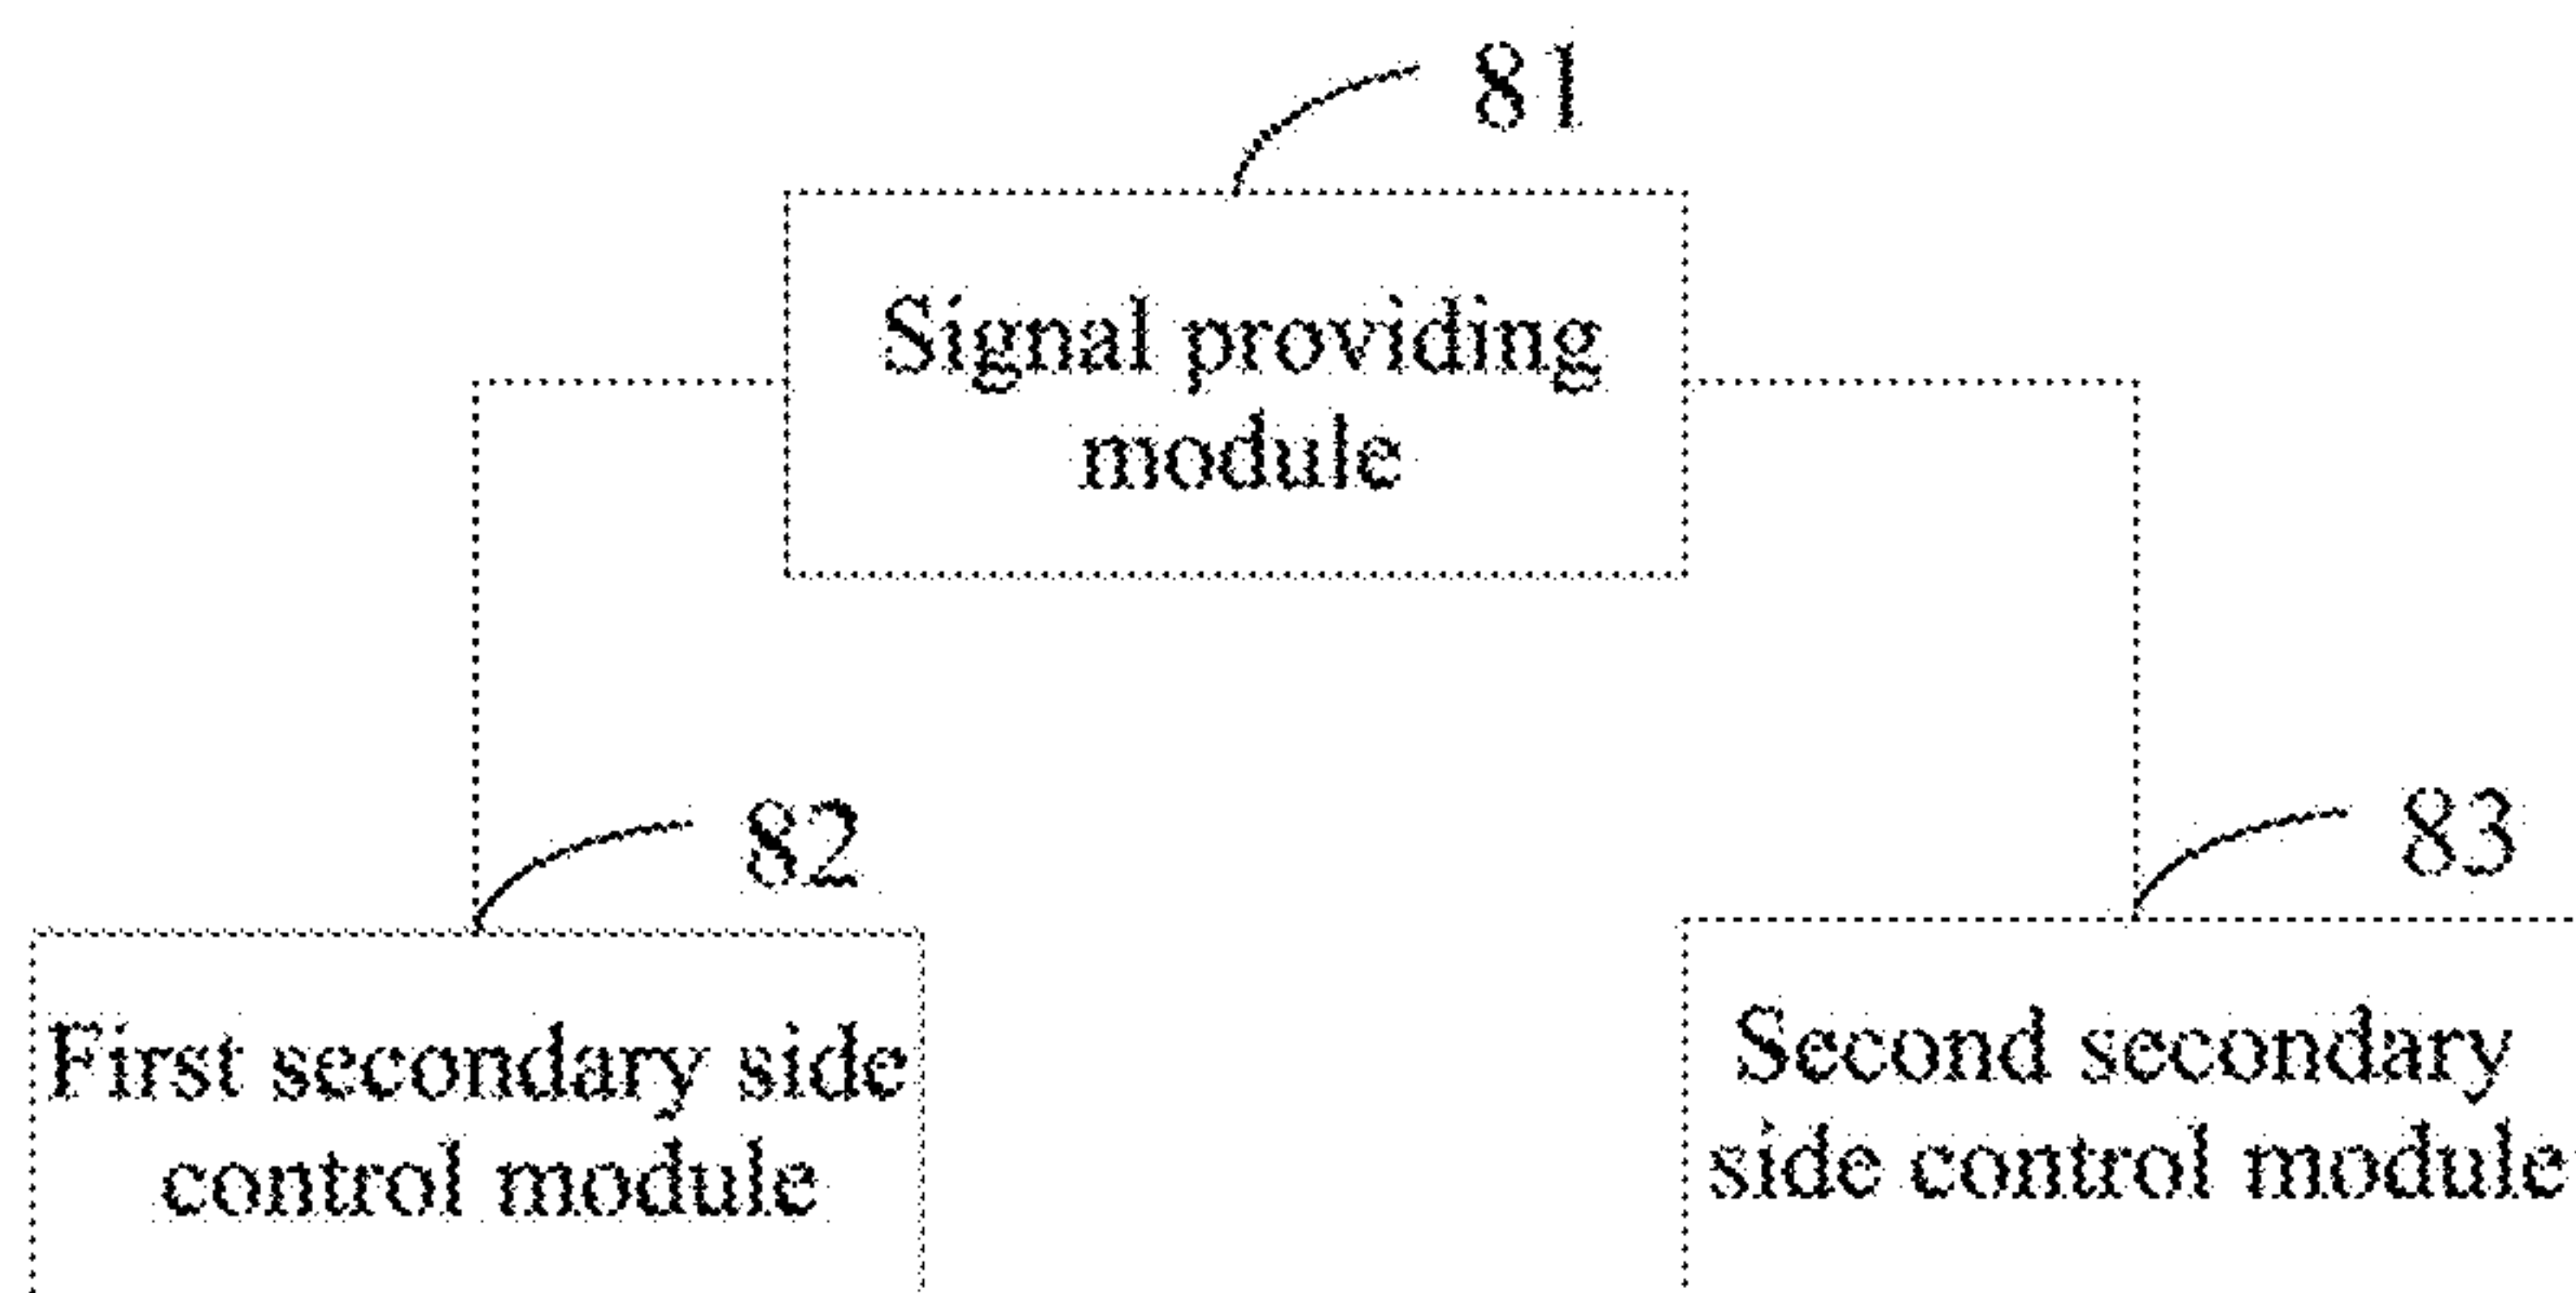 81
Signal providing
module
82
83
First secondary side
control module
Second secondary
side control module